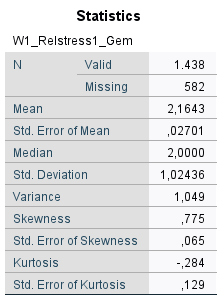 Statistics
W1_Relstress1_Gem
N Valid 1.438
Missing 582
Mean 2,1643
Std. Error of Mean ,02701
Median 2,0000
Std. Deviation 1,02436
Variance 1,049
Skewness ,775
Std. Error of Skewness ,065
Kurtosis -,284
Std. Error of Kurtosis ,129